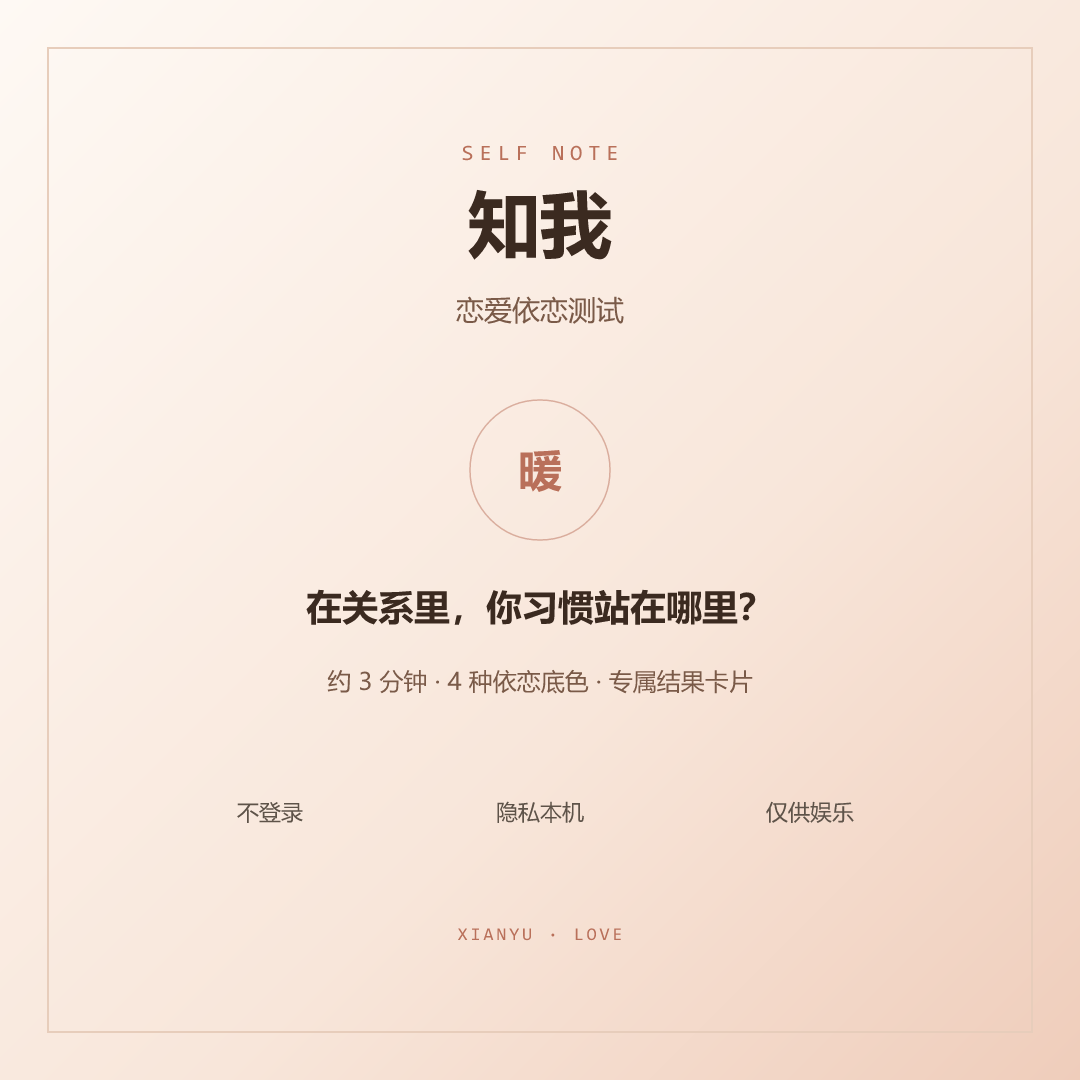 SELF NOTE
知我
恋爱依恋测试
暖
在关系里，你习惯站在哪里？
约 3 分钟 · 4 种依恋底色 · 专属结果卡片
不登录 隐私本机 仅供娱乐
XIANYU · LOVE